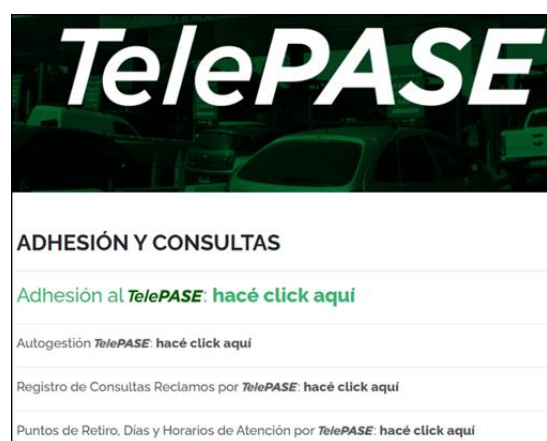 TelePASE
ADHESIÓN Y CONSULTAS
Adhesión al TelePASE: hacé click aquí
Autogestión TelePASE: hacé click aquí
Registro de Consultas Reclamos por TelePASE: hacé click aquí
Puntos de Retiro, Días y Horarios de Atención por TelePASE: hacé click aquí